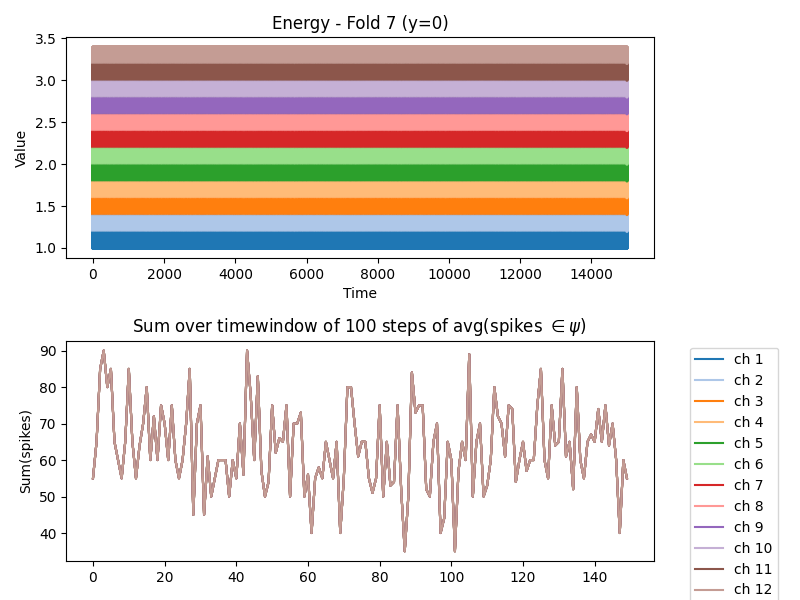 Energy - Fold 7 (y=0)
Value
3.5
3.0
2.5
2.0
1.5
1.0
0 2000 4000 6000 8000 10000 12000 14000
Time
Sum over timewindow of 100 steps of avg(spikes ∈ ψ)
Sum(spikes)
90
80
70
60
50
40
0 20 40 60 80 100 120 140
ch 1
ch 2
ch 3
ch 4
ch 5
ch 6
ch 7
ch 8
ch 9
ch 10
ch 11
ch 12